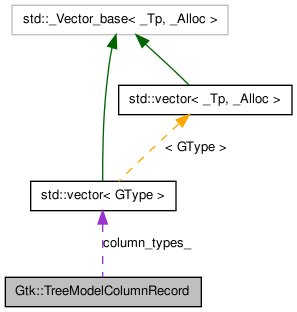 std::_Vector_base< _Tp, _Alloc >
std::vector< _Tp, _Alloc >
< GType >
std::vector< GType >
column_types_
Gtk::TreeModelColumnRecord